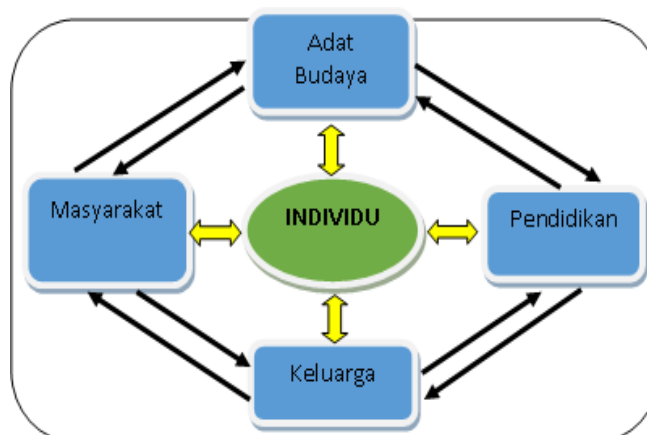 Adat
Budaya
Masyarakat
INDIVIDU
Pendidikan
Keluarga